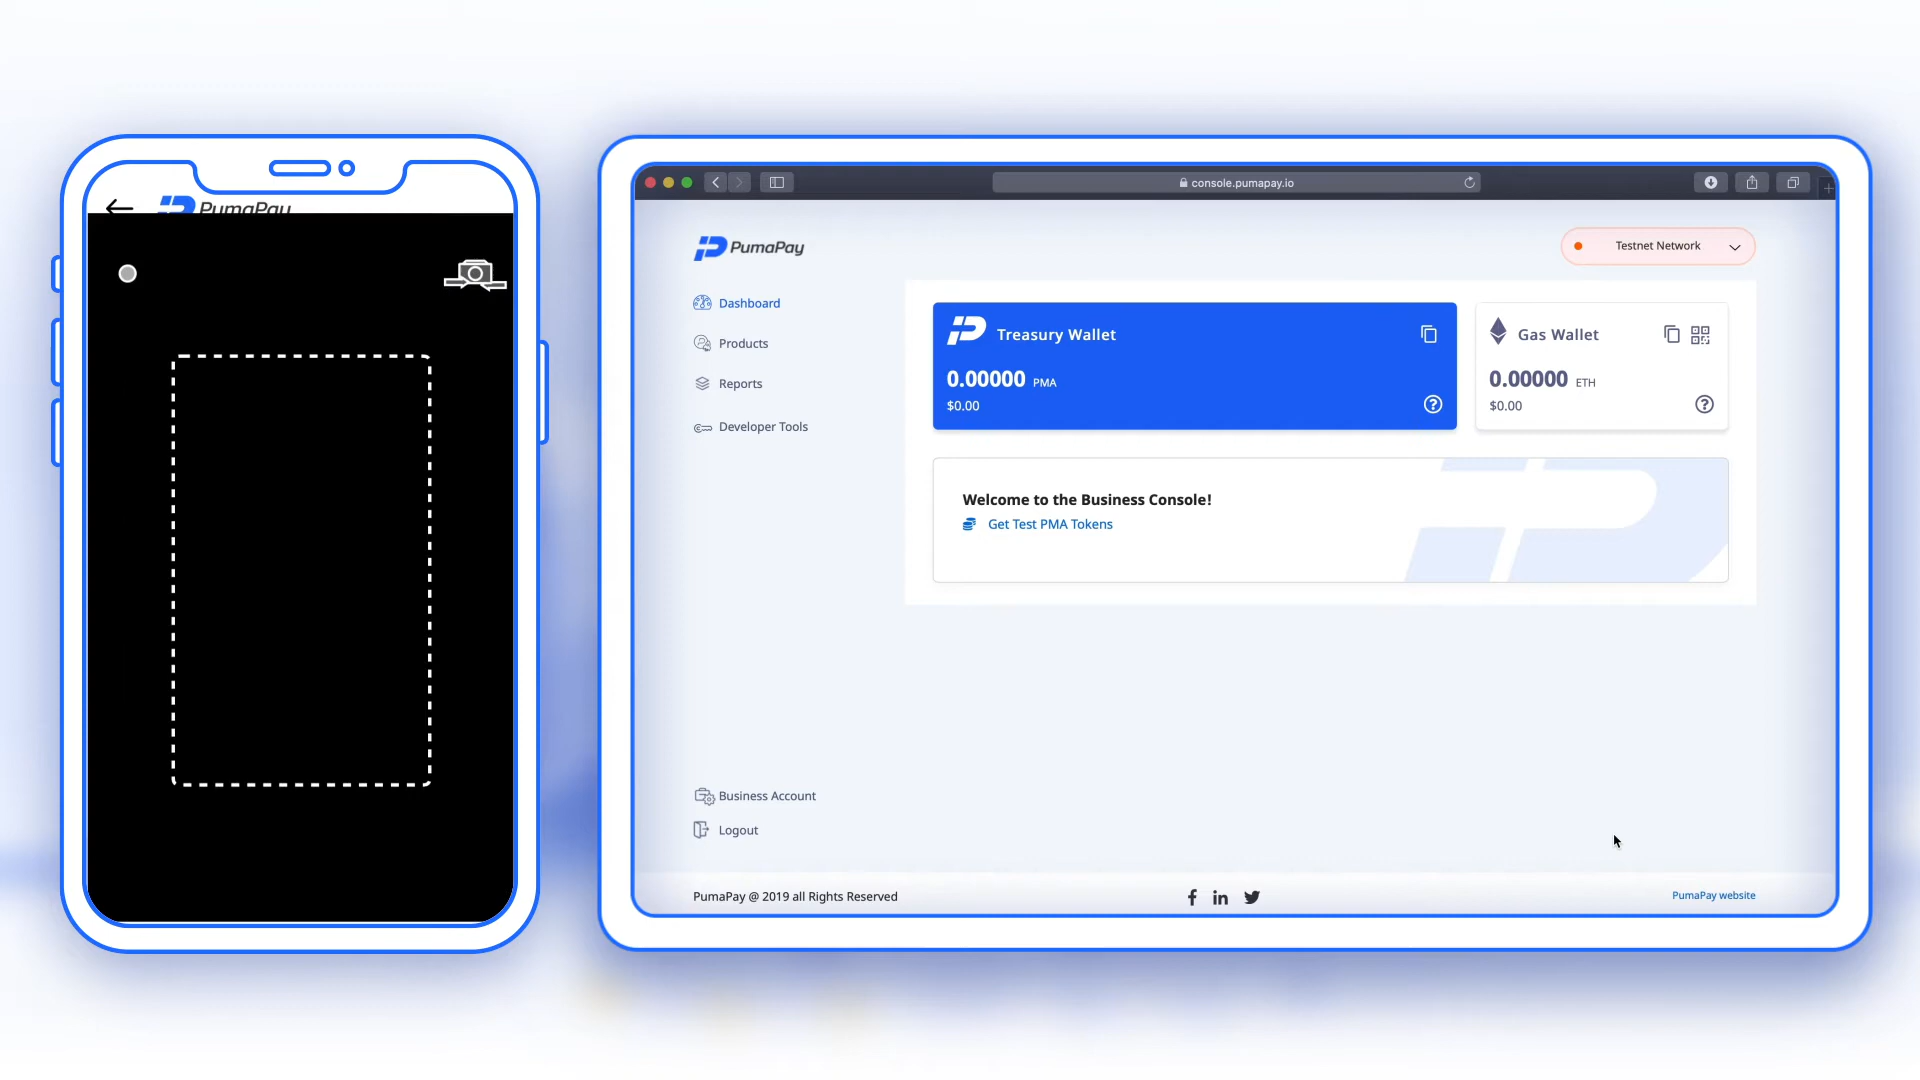 PumaPay
console.pumapay.io
PumaPay
Testnet Network
Dashboard
Products
Reports
Developer Tools
Treasury Wallet
0.00000 PMA
$0.00
Gas Wallet
0.00000 ETH
$0.00
Welcome to the Business Console!
Get Test PMA Tokens
Business Account
Logout
PumaPay @ 2019 all Rights Reserved
PumaPay website